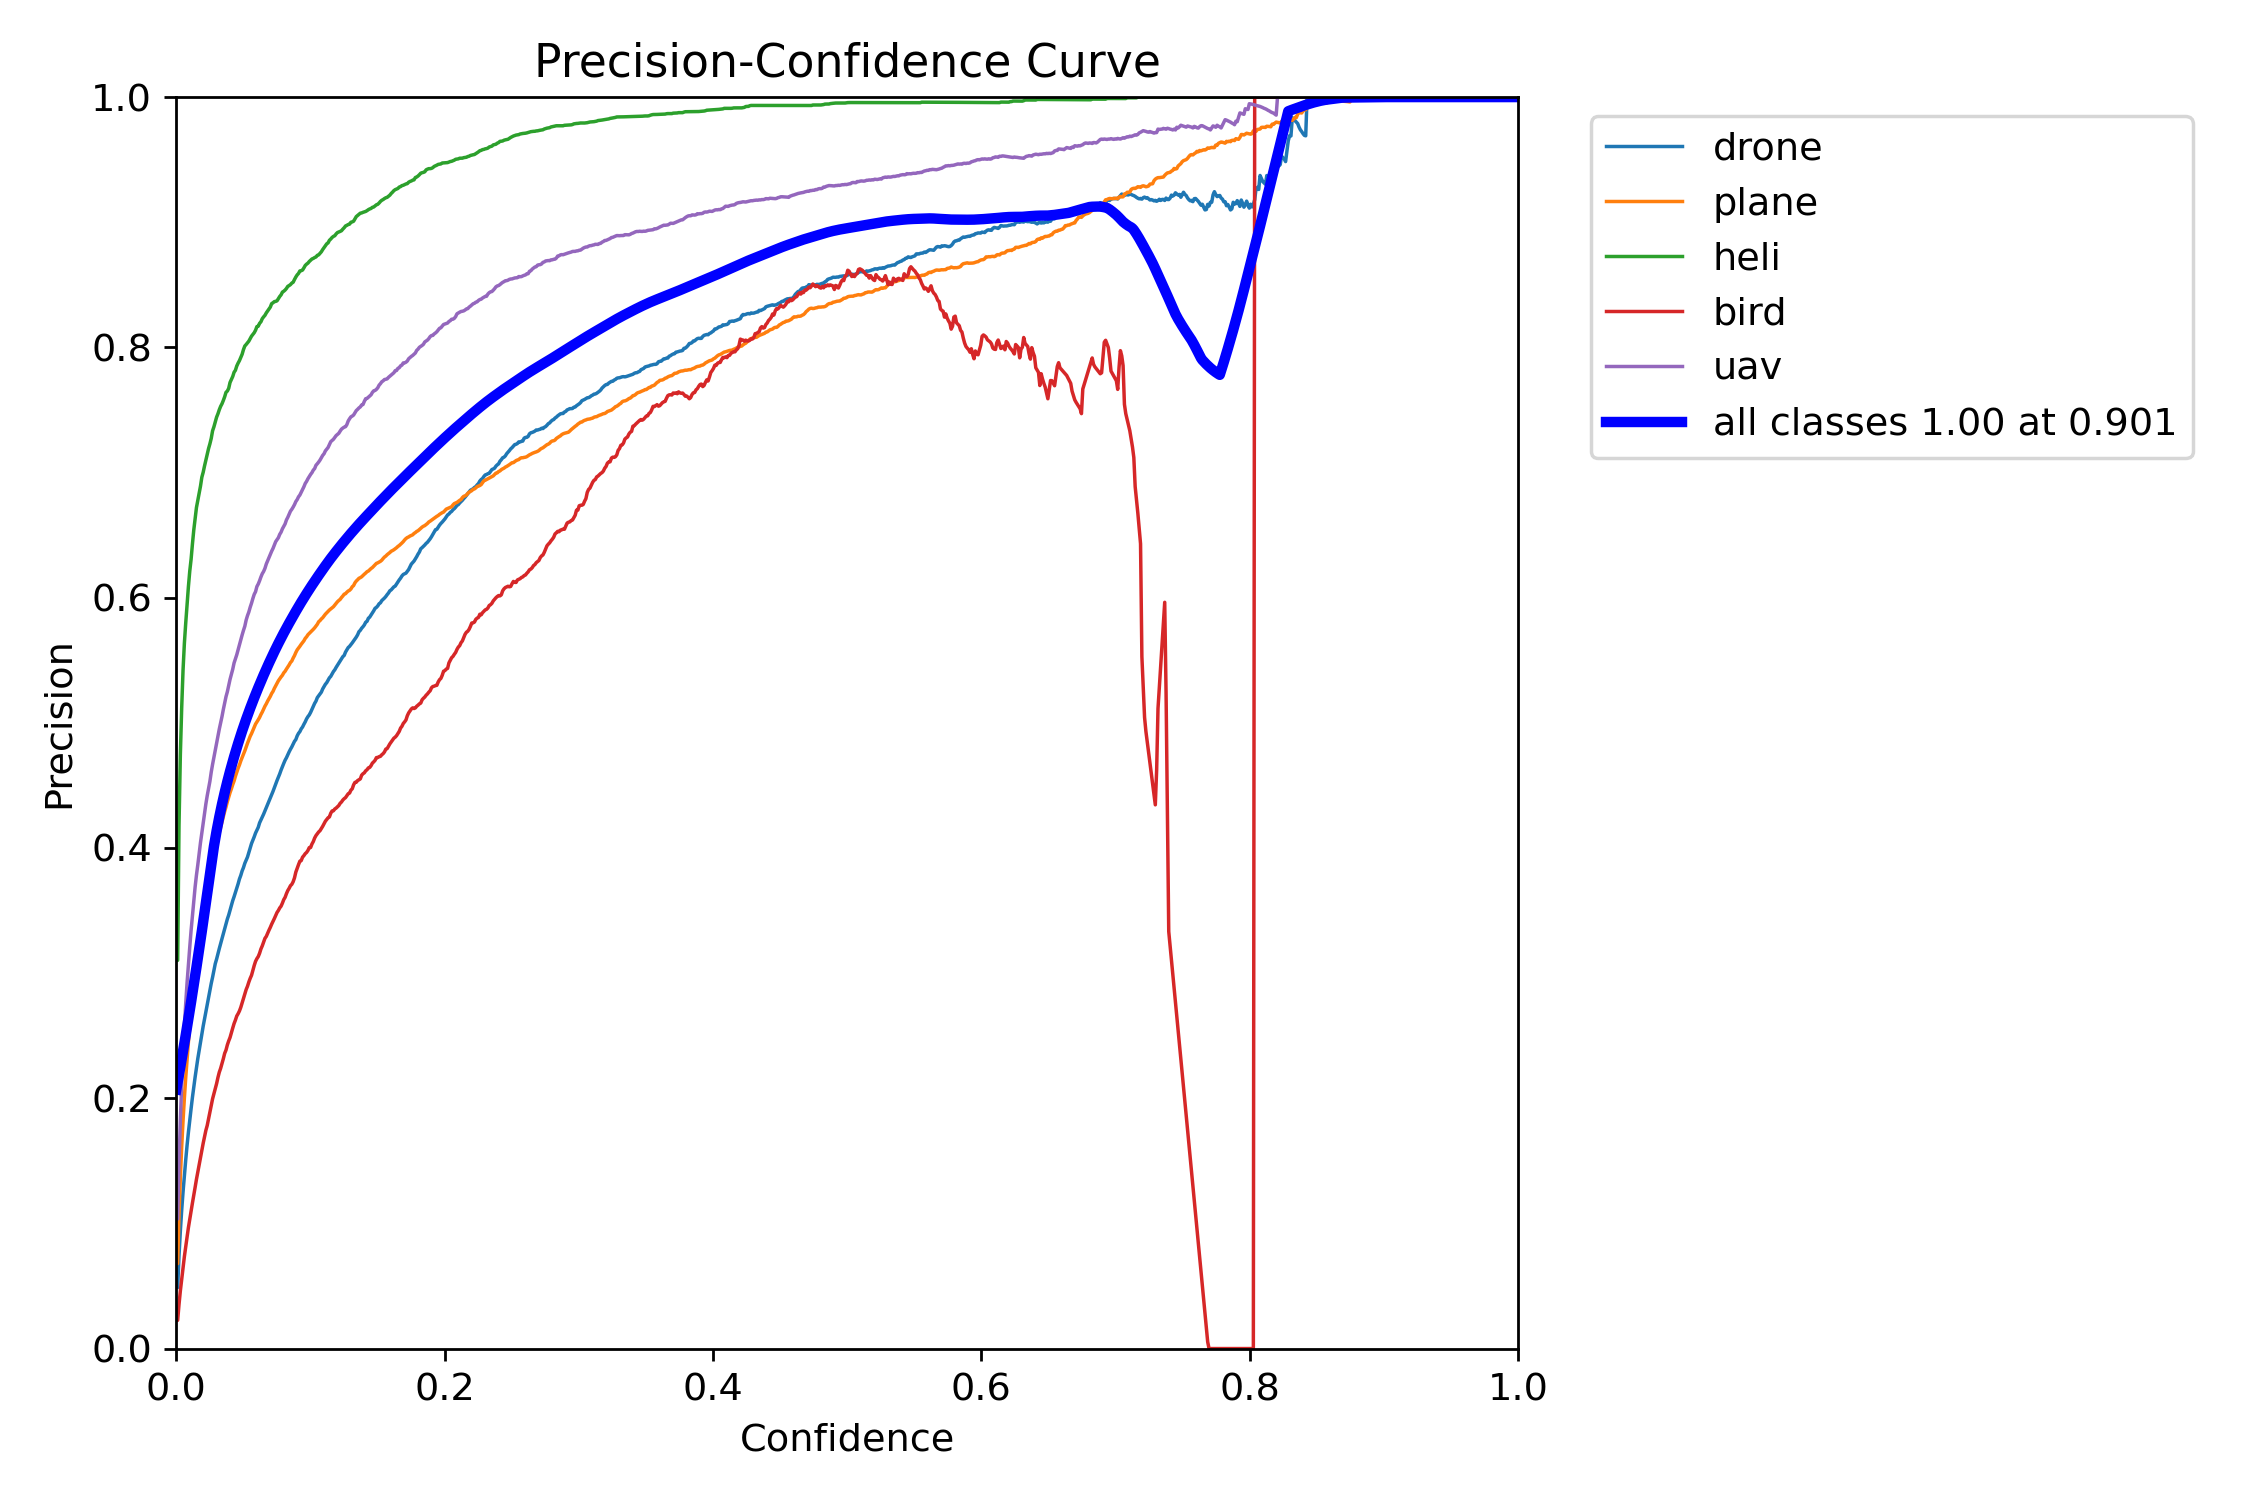 Precision-Confidence Curve
1.0
0.8
0.6
0.4
0.2
0.0
Precision
0.0 0.2 0.4 0.6 0.8 1.0
Confidence
drone
plane
heli
bird
uav
all classes 1.00 at 0.901